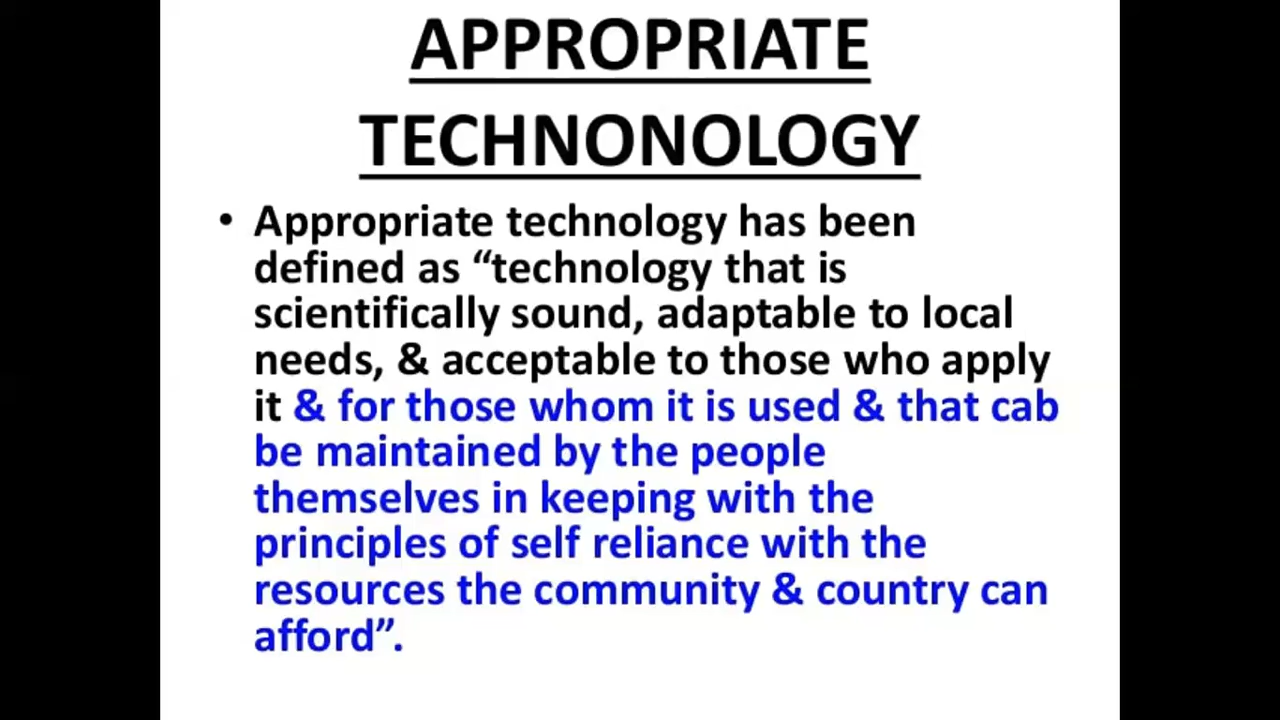 APPROPRIATE
TECHNONOLOGY
• Appropriate technology has been
defined as “technology that is
scientifically sound, adaptable to local
needs, & acceptable to those who apply
it & for those whom it is used & that cab
be maintained by the people
themselves in keeping with the
principles of self reliance with the
resources the community & country can
afford”.